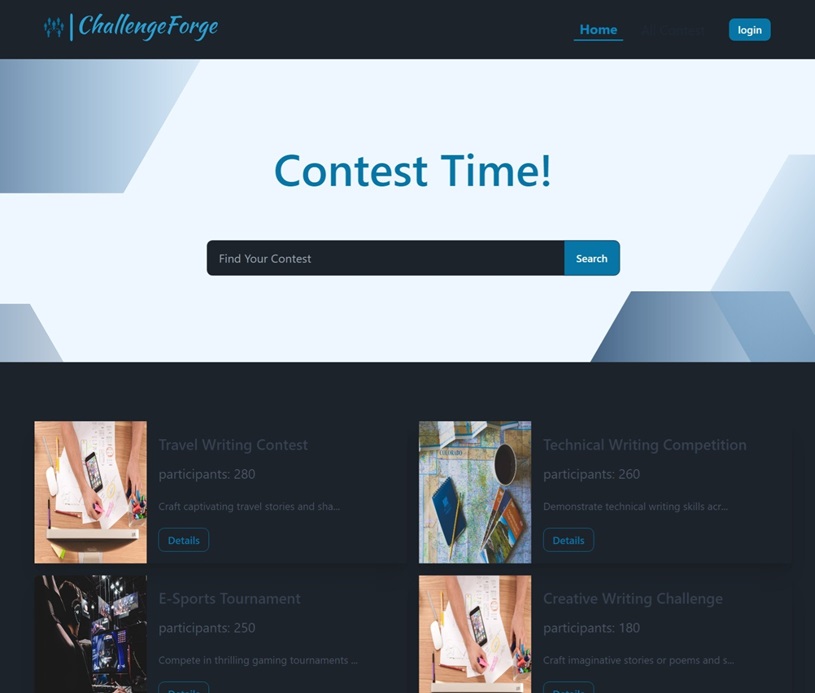 ChallengeForge
Home
All Contest
login
Contest Time!
Find Your Contest
Search
Travel Writing Contest
participants: 280
Craft captivating travel stories and sha...
Details
Technical Writing Competition
participants: 260
Demonstrate technical writing skills acr...
Details
E-Sports Tournament
participants: 250
Compete in thrilling gaming tournaments ...
Details
Creative Writing Challenge
participants: 180
Craft imaginative stories or poems and s...
Details